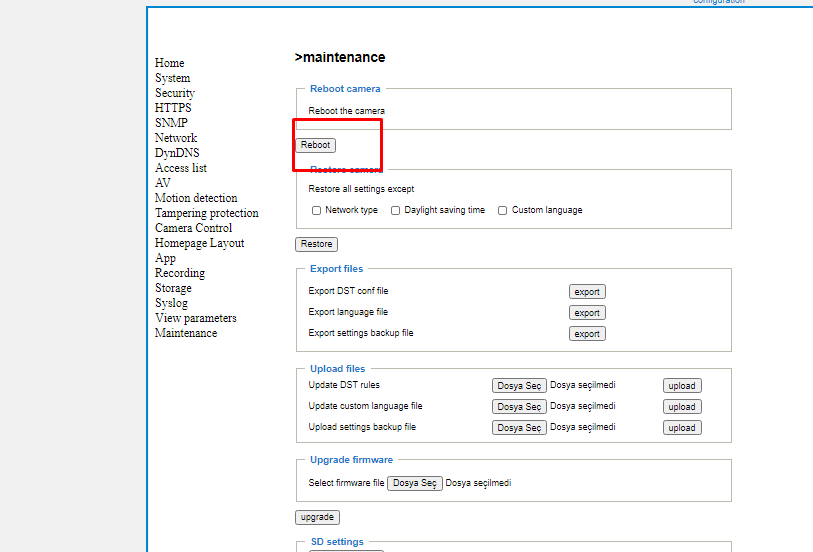 configuration
>maintenance
Home
System
Security
HTTPS
SNMP
Network
DynDNS
Access list
AV
Motion detection
Tampering protection
Camera Control
Homepage Layout
App
Recording
Storage
Syslog
View parameters
Maintenance
Reboot camera
Reboot the camera
Reboot
Restore camera
Restore all settings except
Network type Daylight saving time Custom language
Restore
Export files
Export DST conf file export
Export language file export
Export settings backup file export
Upload files
Update DST rules Dosya Seç Dosya seçilmedi upload
Update custom language file Dosya Seç Dosya seçilmedi upload
Upload settings backup file Dosya Seç Dosya seçilmedi upload
Upgrade firmware
Select firmware file Dosya Seç Dosya seçilmedi
upgrade
SD settings